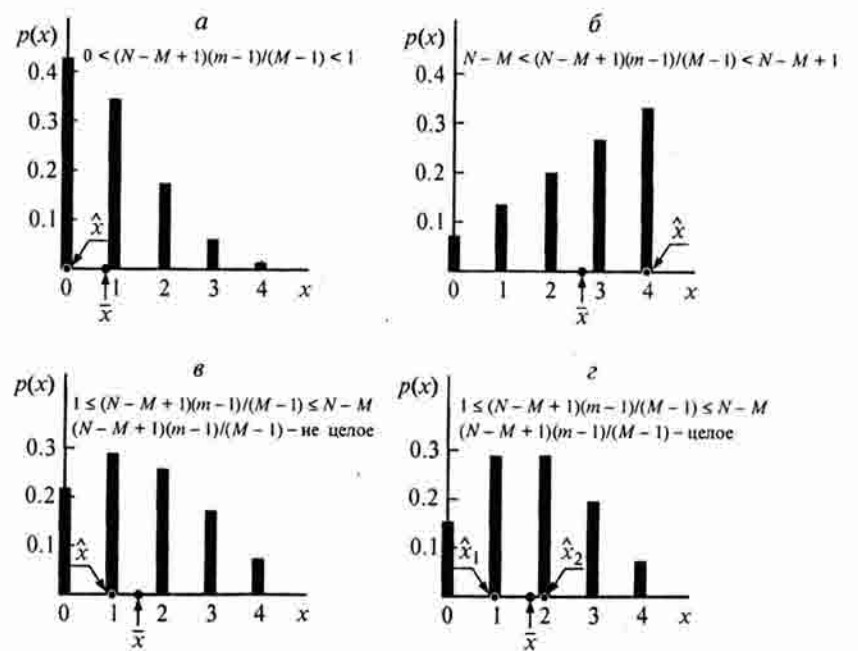 а
p(x)
0 < (N – M + 1)(m – 1)/(M – 1) < 1
0.4
0.3
0.2
0.1
x̂
0 1 2 3 4 x
x̄
б
p(x)
N – M < (N – M + 1)(m – 1)/(M – 1) < N – M + 1
0.4
0.3
0.2
0.1
x̂
0 1 2 3 4 x
x̄
в
p(x)
1 ≤ (N – M + 1)(m – 1)/(M – 1) ≤ N – M
(N – M + 1)(m – 1)/(M – 1) – не целое
0.3
0.2
0.1
x̂
0 1 2 3 4 x
x̄
г
p(x)
1 ≤ (N – M + 1)(m – 1)/(M – 1) ≤ N – M
(N – M + 1)(m – 1)/(M – 1) – целое
0.3
0.2
0.1
x̂₁ x̂₂
0 1 2 3 4 x
x̄